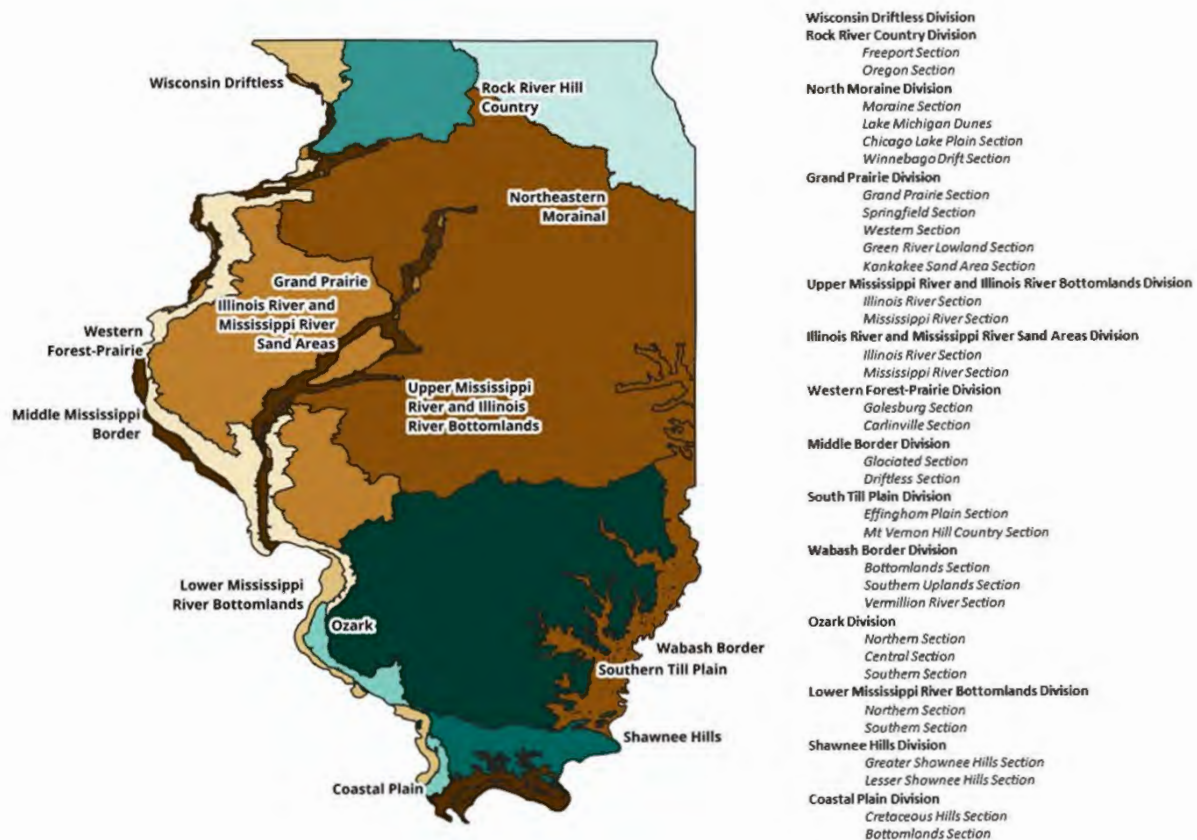 Wisconsin Driftless
Rock River Hill
Country
Northeastern
Morainal
Grand Prairie
Illinois River and
Mississippi River
Sand Areas
Western
Forest-Prairie
Upper Mississippi
River and Illinois
River Bottomlands
Middle Mississippi
Border
Lower Mississippi
River Bottomlands
Ozark
Wabash Border
Southern Till Plain
Shawnee Hills
Coastal Plain
Wisconsin Driftless Division
Rock River Country Division
Freeport Section
Oregon Section
North Moraine Division
Moraine Section
Lake Michigan Dunes
Chicago Lake Plain Section
Winnebago Drift Section
Grand Prairie Division
Grand Prairie Section
Springfield Section
Western Section
Green River Lowland Section
Kankakee Sand Area Section
Upper Mississippi River and Illinois River Bottomlands Division
Illinois River Section
Mississippi River Section
Illinois River and Mississippi River Sand Areas Division
Illinois River Section
Mississippi River Section
Western Forest-Prairie Division
Galesburg Section
Carlinville Section
Middle Border Division
Glaciated Section
Driftless Section
South Till Plain Division
Effingham Plain Section
Mt Vernon Hill Country Section
Wabash Border Division
Bottomlands Section
Southern Uplands Section
Vermillion River Section
Ozark Division
Northern Section
Central Section
Southern Section
Lower Mississippi River Bottomlands Division
Northern Section
Southern Section
Shawnee Hills Division
Greater Shawnee Hills Section
Lesser Shawnee Hills Section
Coastal Plain Division
Cretaceous Hills Section
Bottomlands Section